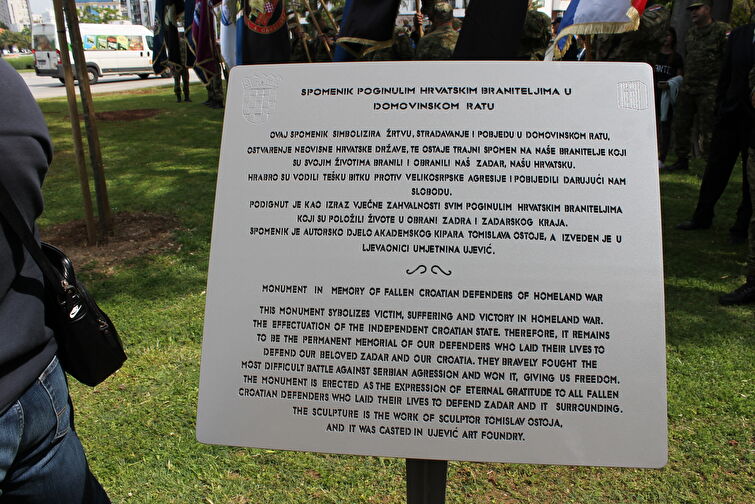 SPOMENIK POGINULIM HRVATSKIM BRANITELJIMA U
DOMOVINSKOM RATU
OVAJ SPOMENIK SIMBOLIZIRA ŽRTVU, STRADAVANJE I POBJEDU U DOMOVINSKOM RATU,
OSTVARENJE NEOVISNE HRVATSKE DRŽAVE, TE OSTAJE TRAJNI SPOMEN NA NAŠE BRANITELJE KOJI
SU SVOJIM ŽIVOTIMA BRANILI I OBRANILI NAŠ ZADAR, NAŠU HRVATSKU.
HRABRO SU VODILI TEŠKU BITKU PROTIV VELIKOSRPSKE AGRESIJE I POBIJEDILI DARUJUĆI NAM
SLOBODU.
PODIGNUT JE KAO IZRAZ VJEČNE ZAHVALNOSTI SVIM POGINULIM HRVATSKIM BRANITELJIMA
KOJI SU POLOŽILI ŽIVOTE U OBRANI ZADRA I ZADARSKOG KRAJA.
SPOMENIK JE AUTORSKO DJELO AKADEMSKOG KIPARA TOMISLAVA OSTOJE, A IZVEDEN JE U
LJEVAONICI UMJETNINA UJEVIĆ.
MONUMENT IN MEMORY OF FALLEN CROATIAN DEFENDERS OF HOMELAND WAR
THIS MONUMENT SYBOLIZES VICTIM, SUFFERING AND VICTORY IN HOMELAND WAR.
THE EFFECTUATION OF THE INDEPENDENT CROATIAN STATE. THEREFORE, IT REMAINS
TO BE THE PERMANENT MEMORIAL OF OUR DEFENDERS WHO LAID THEIR LIVES TO
DEFEND OUR BELOVED ZADAR AND OUR CROATIA. THEY BRAVELY FOUGHT THE
MOST DIFFICULT BATTLE AGAINST SERBIAN AGRESSION AND WON IT, GIVING US FREEDOM.
THE MONUMENT IS ERECTED AS THE EXPRESSION OF ETERNAL GRATITUDE TO ALL FALLEN
CROATIAN DEFENDERS WHO LAID THEIR LIVES TO DEFEND ZADAR AND IT SURROUNDING.
THE SCULPTURE IS THE WORK OF SCULPTOR TOMISLAV OSTOJA,
AND IT WAS CASTED IN UJEVIĆ ART FOUNDRY.